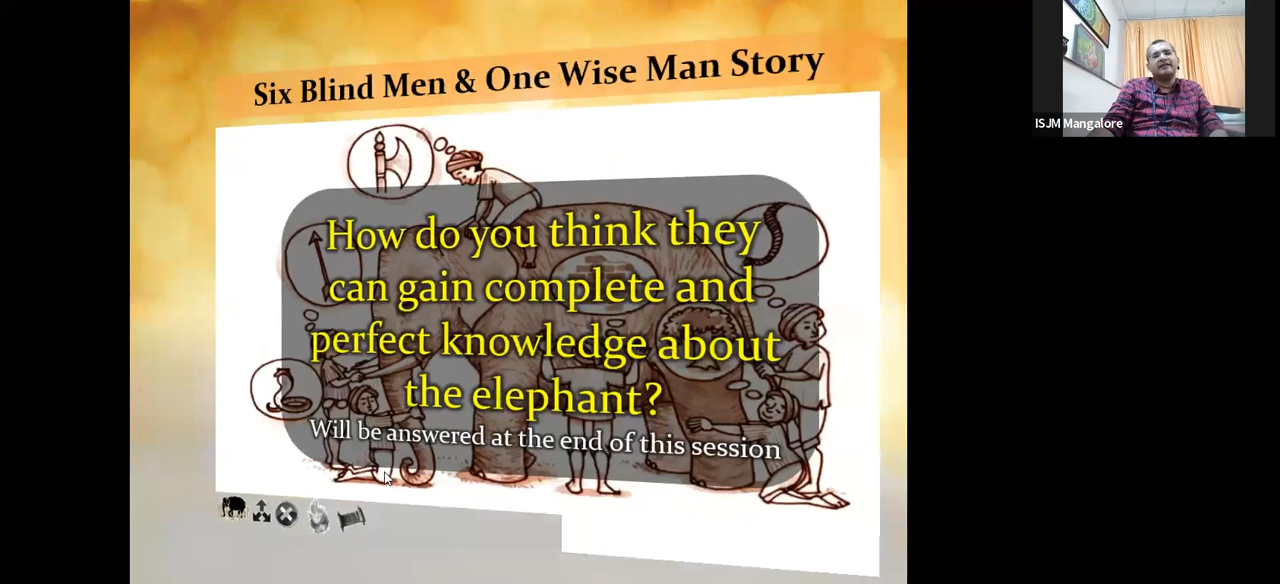 Six Blind Men & One Wise Man Story
How do you think they
can gain complete and
perfect knowledge about
the elephant?
Will be answered at the end of this session
ISJM Mangalore